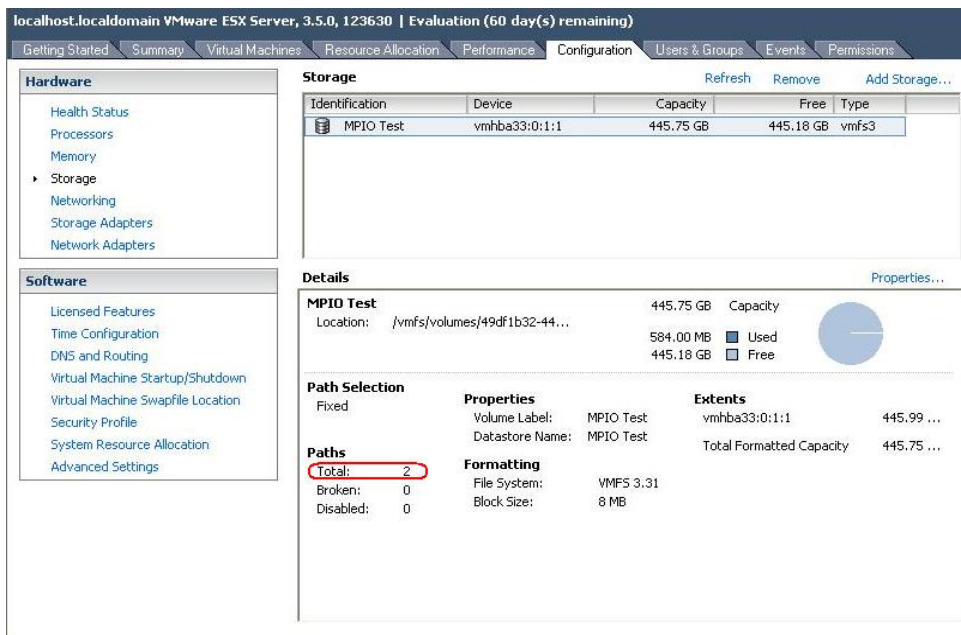 localhost.localdomain VMware ESX Server, 3.5.0, 123630 | Evaluation (60 day(s) remaining)
Getting Started Summary Virtual Machines Resource Allocation Performance Configuration Users & Groups Events Permissions
Hardware
Health Status
Processors
Memory
Storage
Networking
Storage Adapters
Network Adapters
Software
Licensed Features
Time Configuration
DNS and Routing
Virtual Machine Startup/Shutdown
Virtual Machine Swapfile Location
Security Profile
System Resource Allocation
Advanced Settings
Storage Refresh Remove Add Storage...
Identification Device Capacity Free Type
MPIO Test vmhba33:0:1:1 445.75 GB 445.18 GB vmfs3
Details Properties...
MPIO Test 445.75 GB Capacity
Location: /vmfs/volumes/49df1b32-44...
584.00 MB Used
445.18 GB Free
Path Selection
Fixed
Paths
Total: 2
Broken: 0
Disabled: 0
Properties
Volume Label: MPIO Test
Datastore Name: MPIO Test
Formatting
File System: VMFS 3.31
Block Size: 8 MB
Extents
vmhba33:0:1:1 445.99 ...
Total Formatted Capacity 445.75 ...